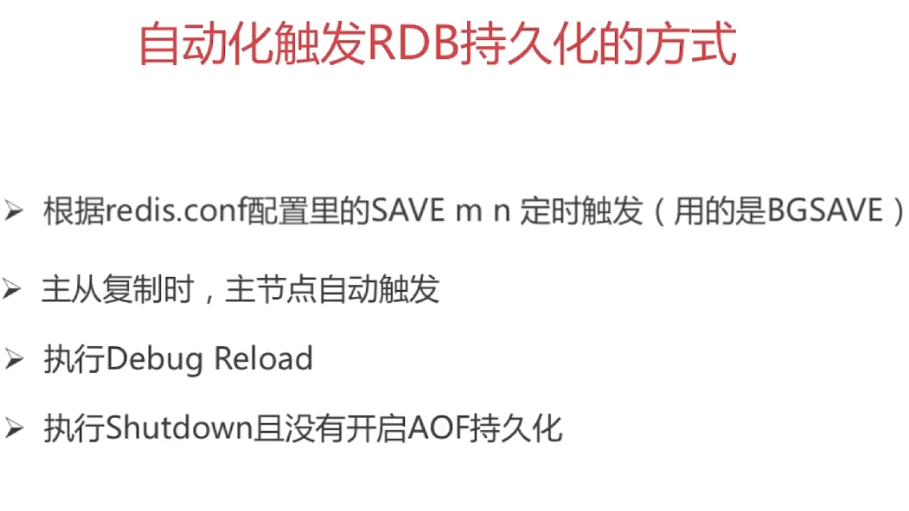 自动化触发RDB持久化的方式
➢ 根据redis.conf配置里的SAVE m n 定时触发（用的是BGSAVE）
➢ 主从复制时，主节点自动触发
➢ 执行Debug Reload
➢ 执行Shutdown且没有开启AOF持久化